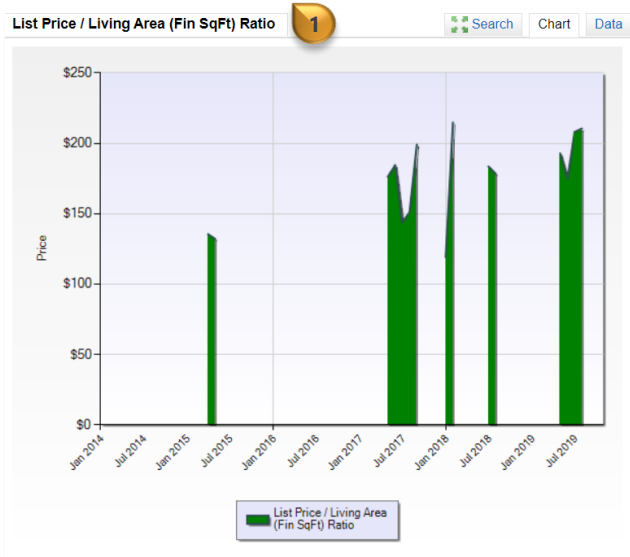 List Price / Living Area (Fin SqFt) Ratio
1
Search
Chart
Data
$250
$200
$150
$100
$50
$0
Price
Jan 2014
Jul 2014
Jan 2015
Jul 2015
Jan 2016
Jul 2016
Jan 2017
Jul 2017
Jan 2018
Jul 2018
Jan 2019
Jul 2019
List Price / Living Area
(Fin SqFt) Ratio